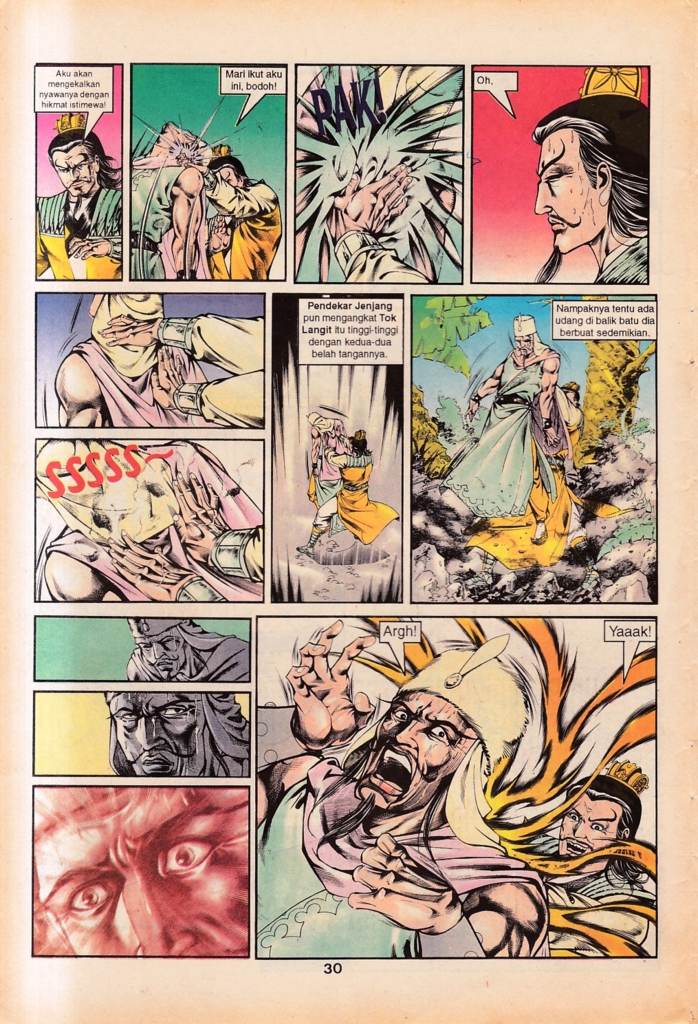 Aku akan
mengekalkan
nyawanya dengan
hikmat istimewa!
Mari ikut aku
ini, bodoh!
PAK!
Oh,
Pendekar Jenjang
pun mengangkat Tok
Langit itu tinggi-tinggi
dengan kedua-dua
belah tangannya.
Nampaknya tentu ada
udang di balik batu dia
berbuat sedemikian.
SSSSS~
Argh!
Yaaak!
30